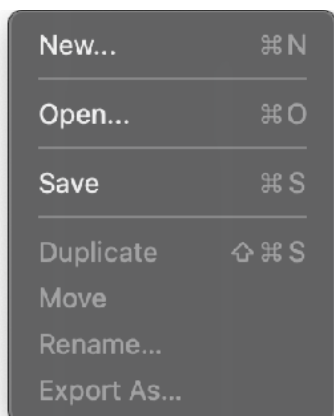 New... ⌘N
Open... ⌘O
Save ⌘S
Duplicate ⇧⌘S
Move
Rename...
Export As...